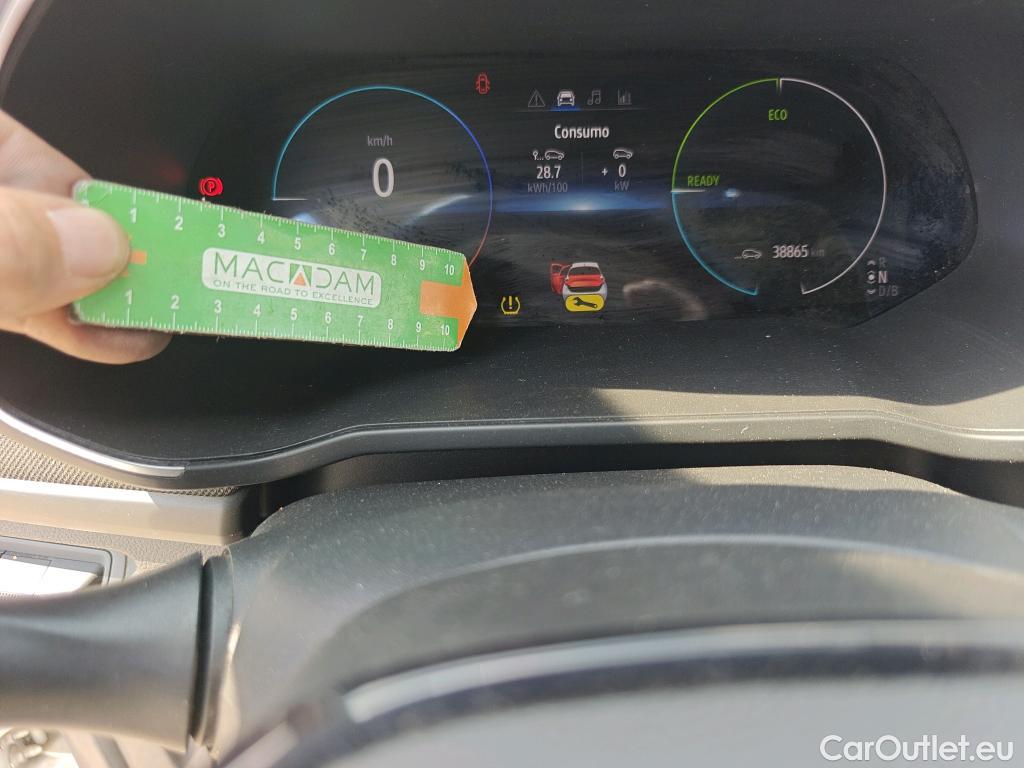 km/h
0
P
Consumo
28.7
kWh/100
+ 0
kW
ECO
READY
38865 km
R
N
D/B
1 2 3 4 5 6 7 8 9 10
MACADAM
ON THE ROAD TO EXCELLENCE
1 2 3 4 5 6 7 8 9 10
CarOutlet.eu